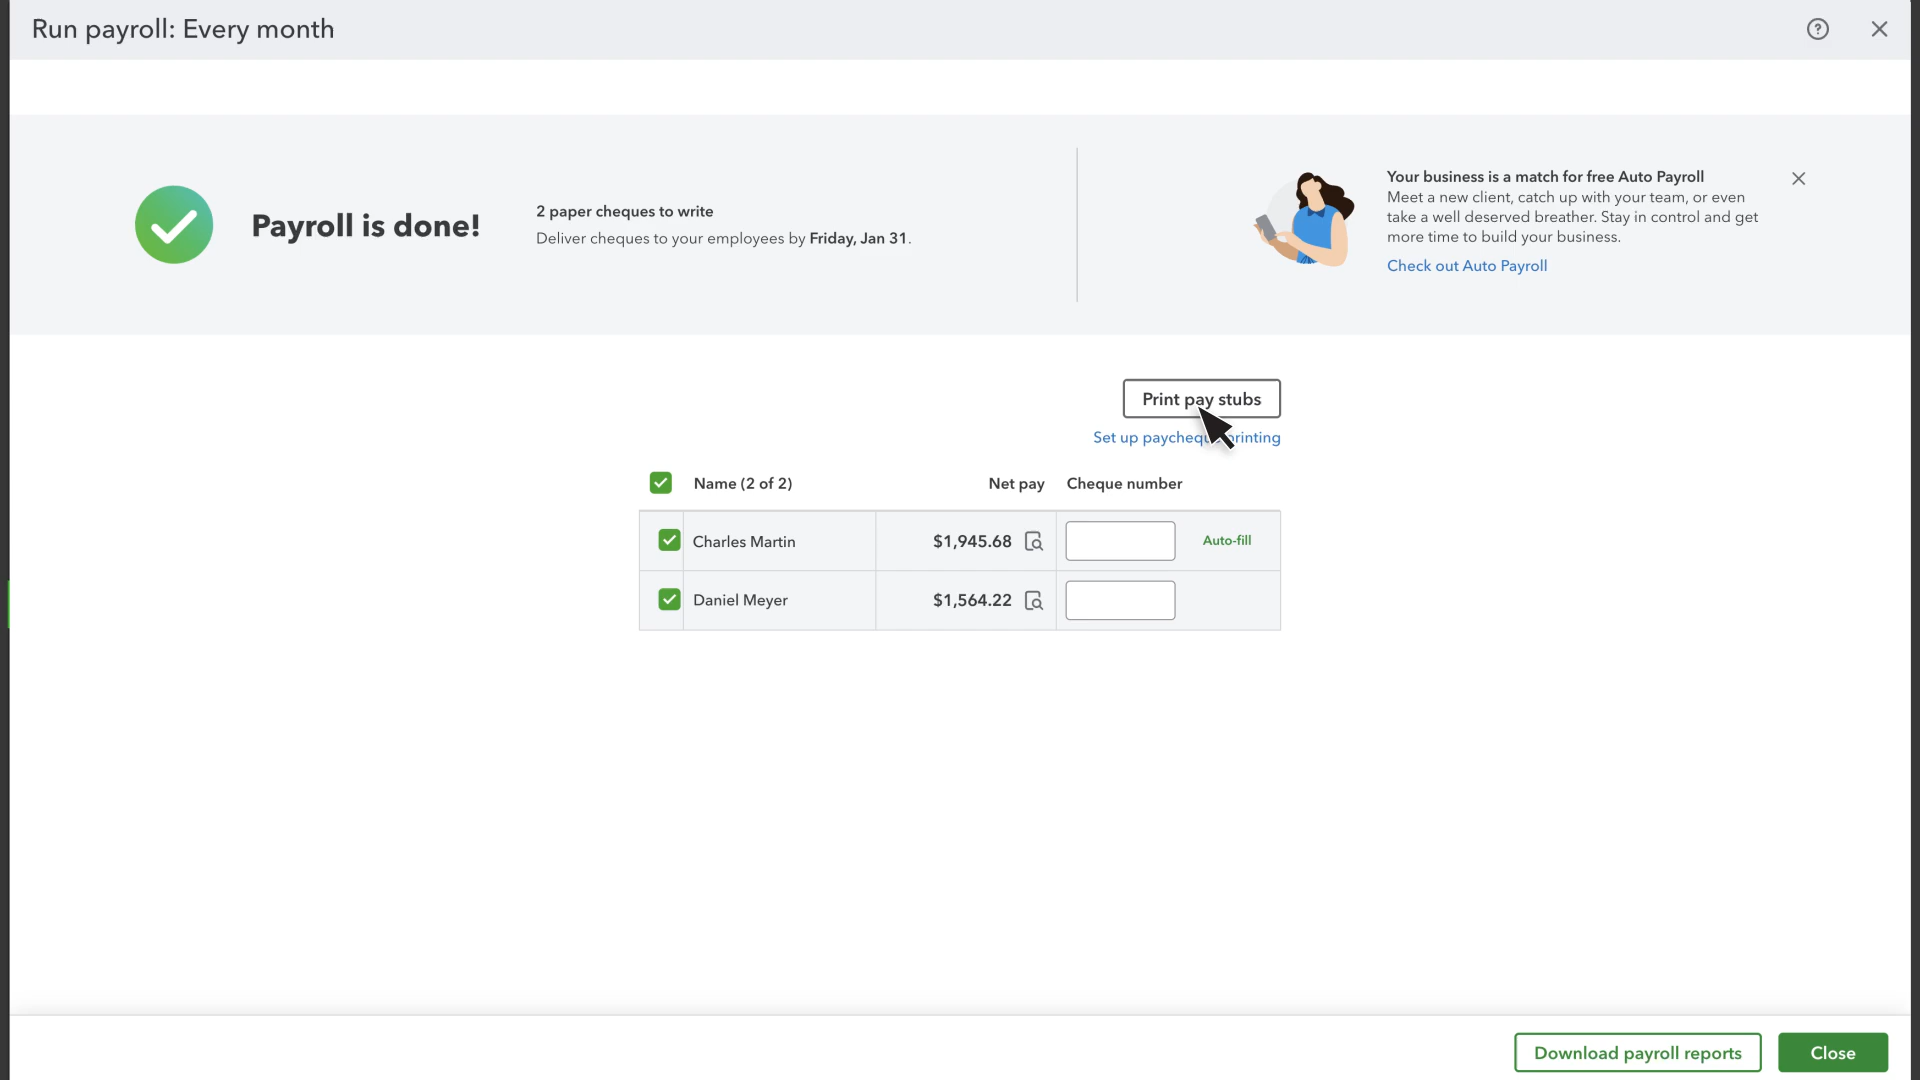 Run payroll: Every month
Payroll is done!
2 paper cheques to write
Deliver cheques to your employees by Friday, Jan 31.
Your business is a match for free Auto Payroll
Meet a new client, catch up with your team, or even
take a well deserved breather. Stay in control and get
more time to build your business.
Check out Auto Payroll
Print pay stubs
Set up paycheque printing
Name (2 of 2) Net pay Cheque number
Charles Martin $1,945.68 Auto-fill
Daniel Meyer $1,564.22
Download payroll reports Close